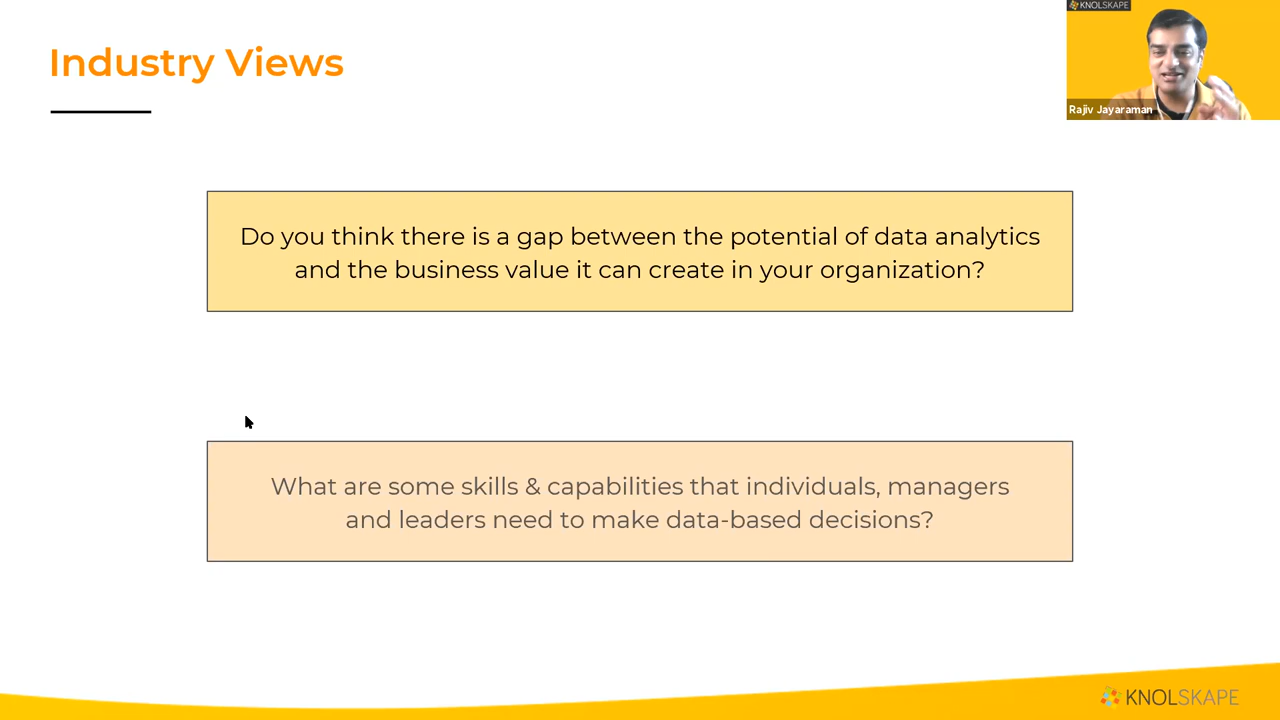 Industry Views
KNOLSKAPE
Rajiv Jayaraman
Do you think there is a gap between the potential of data analytics
and the business value it can create in your organization?
What are some skills & capabilities that individuals, managers
and leaders need to make data-based decisions?
KNOLSKAPE